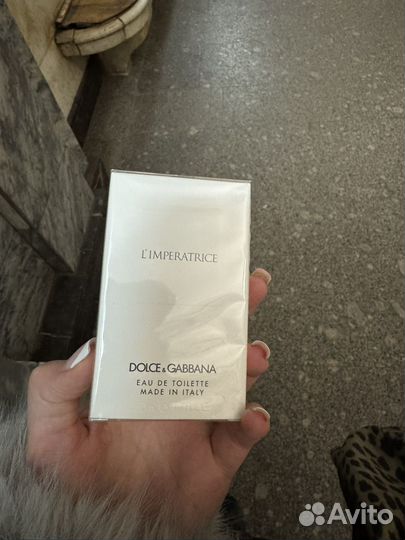 L'IMPERATRICE
DOLCE & GABBANA
EAU DE TOILETTE
MADE IN ITALY
Avito